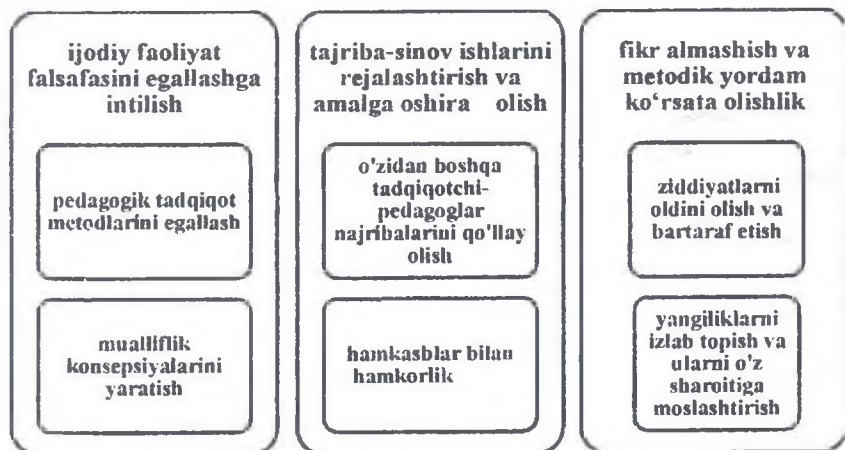 ijodiy faoliyat
falsafasini egallashga
intilish
pedagogik tadqiqot
metodlarini egallash
mualliflik
konsepsiyalarini
yaratish
tajriba-sinov ishlarini
rejalashtirish va
amalga oshira olish
o'zidan boshqa
tadqiqotchi-
pedagoglar
najribalarini qo'llay
olish
hamkasblar bilan
hamkorlik
fikr almashish va
metodik yordam
ko‘rsata olishlik
ziddiyatlarni
oldini olish va
bartaraf etish
yangiliklarni
izlab topish va
ularni o'z
sharoitiga
moslashtirish